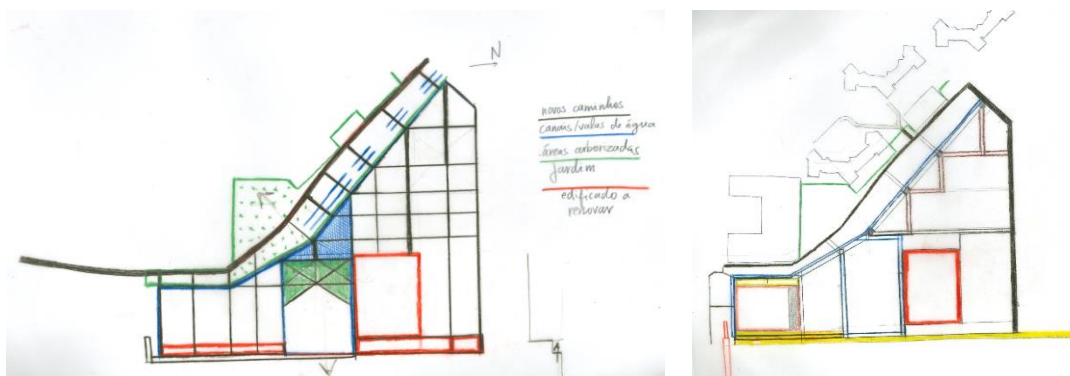 N
novos caminhos
canais/valas de água
áreas arborizadas
jardim
edificado a
renovar